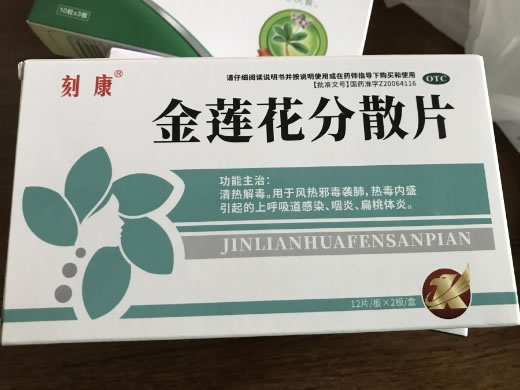 10粒×3板
刻康®
请仔细阅读说明书并按说明使用或在药师指导下购买和使用
【批准文号】国药准字Z20064116
OTC
金莲花分散片
功能主治：
清热解毒。用于风热邪毒袭肺，热毒内盛
引起的上呼吸道感染、咽炎、扁桃体炎。
JINLIANHUAFENSANPIAN
12片/板×2板/盒